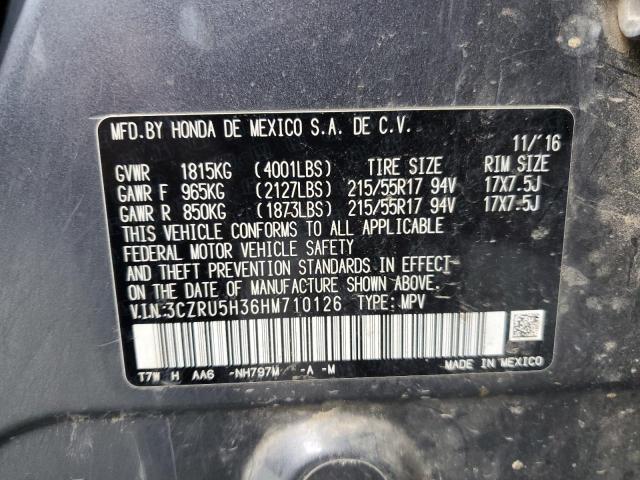 MFD.BY HONDA DE MEXICO S.A. DE C.V.
11/'16
GVWR 1815KG (4001LBS) TIRE SIZE RIM SIZE
GAWR F 965KG (2127LBS) 215/55R17 94V 17X7.5J
GAWR R 850KG (1873LBS) 215/55R17 94V 17X7.5J
THIS VEHICLE CONFORMS TO ALL APPLICABLE
FEDERAL MOTOR VEHICLE SAFETY
AND THEFT PREVENTION STANDARDS IN EFFECT
ON THE DATE OF MANUFACTURE SHOWN ABOVE.
V.I.N.:3CZRU5H36HM710126 TYPE: MPV
T7W H AA6 -NH797M -A -M
MADE IN MEXICO